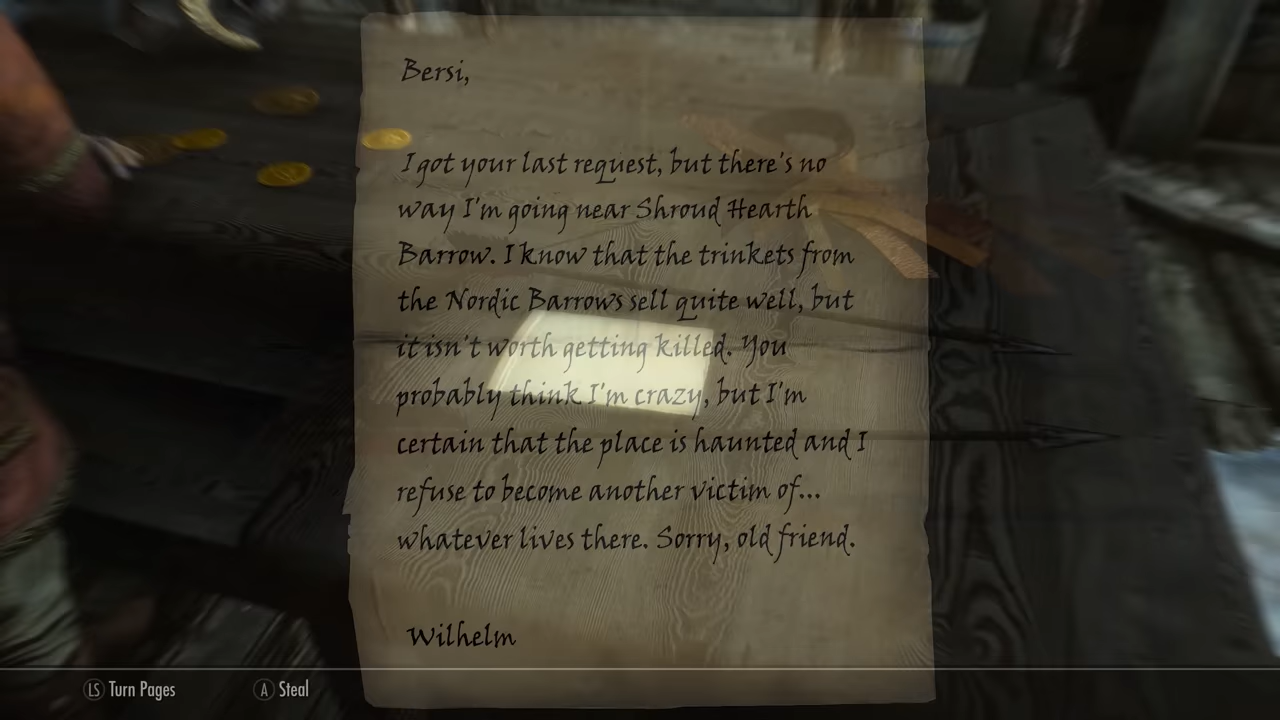 Bersi,
I got your last request, but there's no
way I'm going near Shroud Hearth
Barrow. I know that the trinkets from
the Nordic Barrows sell quite well, but
it isn't worth getting killed. You
probably think I'm crazy, but I'm
certain that the place is haunted and I
refuse to become another victim of...
whatever lives there. Sorry, old friend.
Wilhelm
LS Turn Pages A Steal